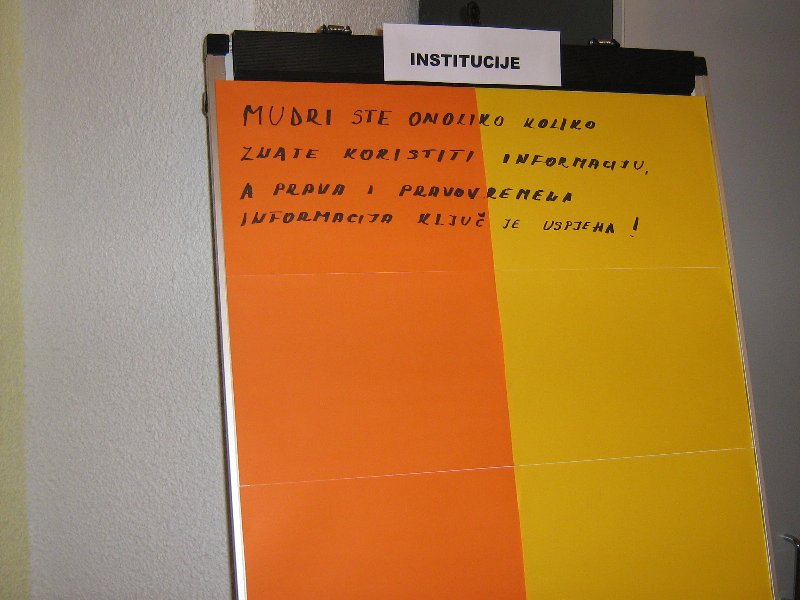 INSTITUCIJE
MUDRI STE ONOLIKO KOLIKO
ZNATE KORISTITI INFORMACIJU,
A PRAVA I PRAVOVREMENA
INFORMACIJA KLJUČ JE USPJEHA!